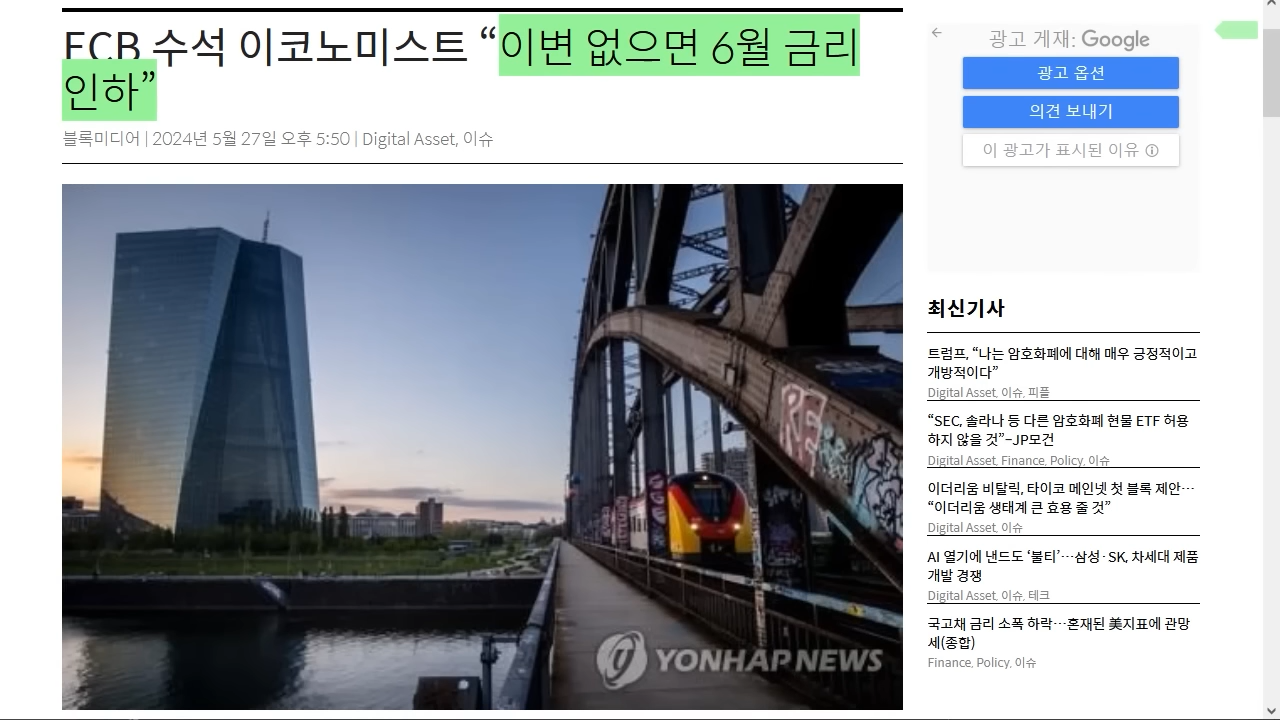 ECB 수석 이코노미스트 “이변 없으면 6월 금리
인하”
블록미디어 | 2024년 5월 27일 오후 5:50 | Digital Asset, 이슈
YONHAP NEWS
광고 게재: Google
광고 옵션
의견 보내기
이 광고가 표시된 이유
최신기사
트럼프, “나는 암호화폐에 대해 매우 긍정적이고
개방적이다”
Digital Asset, 이슈, 피플
“SEC, 솔라나 등 다른 암호화폐 현물 ETF 허용
하지 않을 것”–JP모건
Digital Asset, Finance, Policy, 이슈
이더리움 비탈릭, 타이코 메인넷 첫 블록 제안…
“이더리움 생태계 큰 효용 줄 것”
Digital Asset, 이슈
AI 열기에 낸드도 ‘불티’…삼성·SK, 차세대 제품
개발 경쟁
Digital Asset, 이슈, 테크
국고채 금리 소폭 하락…혼재된 美지표에 관망
세(종합)
Finance, Policy, 이슈